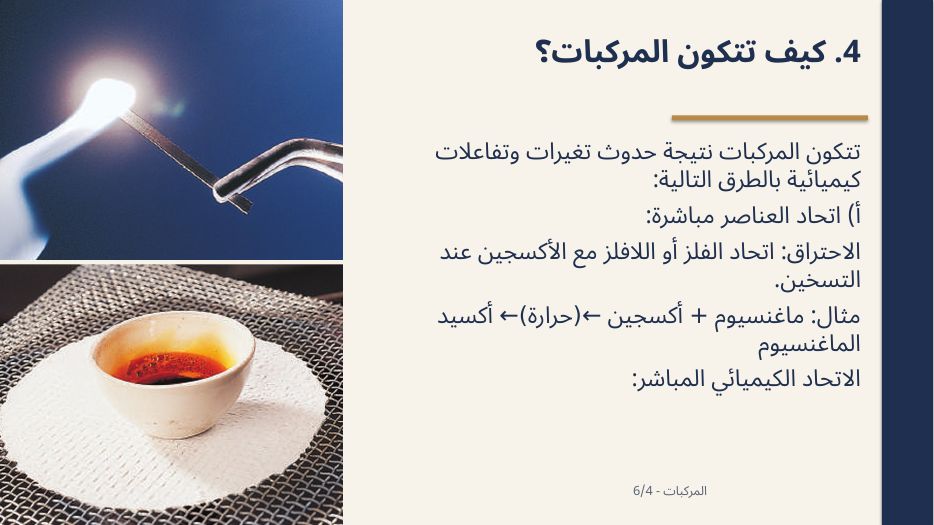 4. كيف تتكون المركبات؟
تتكون المركبات نتيجة حدوث تغيرات وتفاعلات
كيميائية بالطرق التالية:
أ) اتحاد العناصر مباشرة:
الاحتراق: اتحاد الفلز أو اللافلز مع الأكسجين عند
التسخين.
مثال: ماغنسيوم + أكسجين ←(حرارة)← أكسيد
الماغنسيوم
الاتحاد الكيميائي المباشر:
المركبات - 6/4